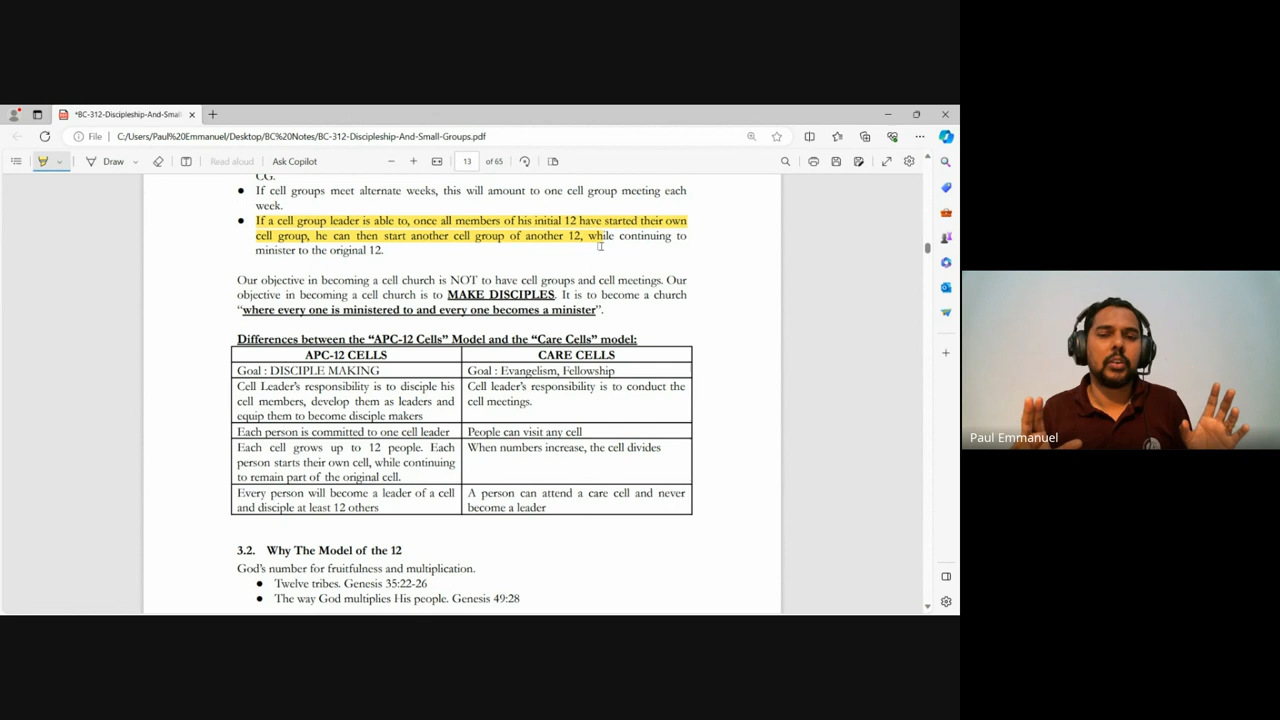 *BC-312-Discipleship-And-Small-
File
C:/Users/Paul%20Emmanuel/Desktop/BC%20Notes/BC-312-Discipleship-And-Small-Groups.pdf
Draw
Read aloud
Ask Copilot
13
of 65
CG.
● If cell groups meet alternate weeks, this will amount to one cell group meeting each
week.
● If a cell group leader is able to, once all members of his initial 12 have started their own
cell group, he can then start another cell group of another 12, while continuing to
minister to the original 12.
Our objective in becoming a cell church is NOT to have cell groups and cell meetings. Our
objective in becoming a cell church is to MAKE DISCIPLES. It is to become a church
“where every one is ministered to and every one becomes a minister”.
Differences between the “APC-12 Cells” Model and the “Care Cells” model:
APC-12 CELLS
CARE CELLS
Goal : DISCIPLE MAKING
Goal : Evangelism, Fellowship
Cell Leader’s responsibility is to disciple his
cell members, develop them as leaders and
equip them to become disciple makers
Cell leader’s responsibility is to conduct the
cell meetings.
Each person is committed to one cell leader
People can visit any cell
Each cell grows up to 12 people. Each
person starts their own cell, while continuing
to remain part of the original cell.
When numbers increase, the cell divides
Every person will become a leader of a cell
and disciple at least 12 others
A person can attend a care cell and never
become a leader
3.2. Why The Model of the 12
God’s number for fruitfulness and multiplication.
● Twelve tribes. Genesis 35:22-26
● The way God multiplies His people. Genesis 49:28
Paul Emmanuel